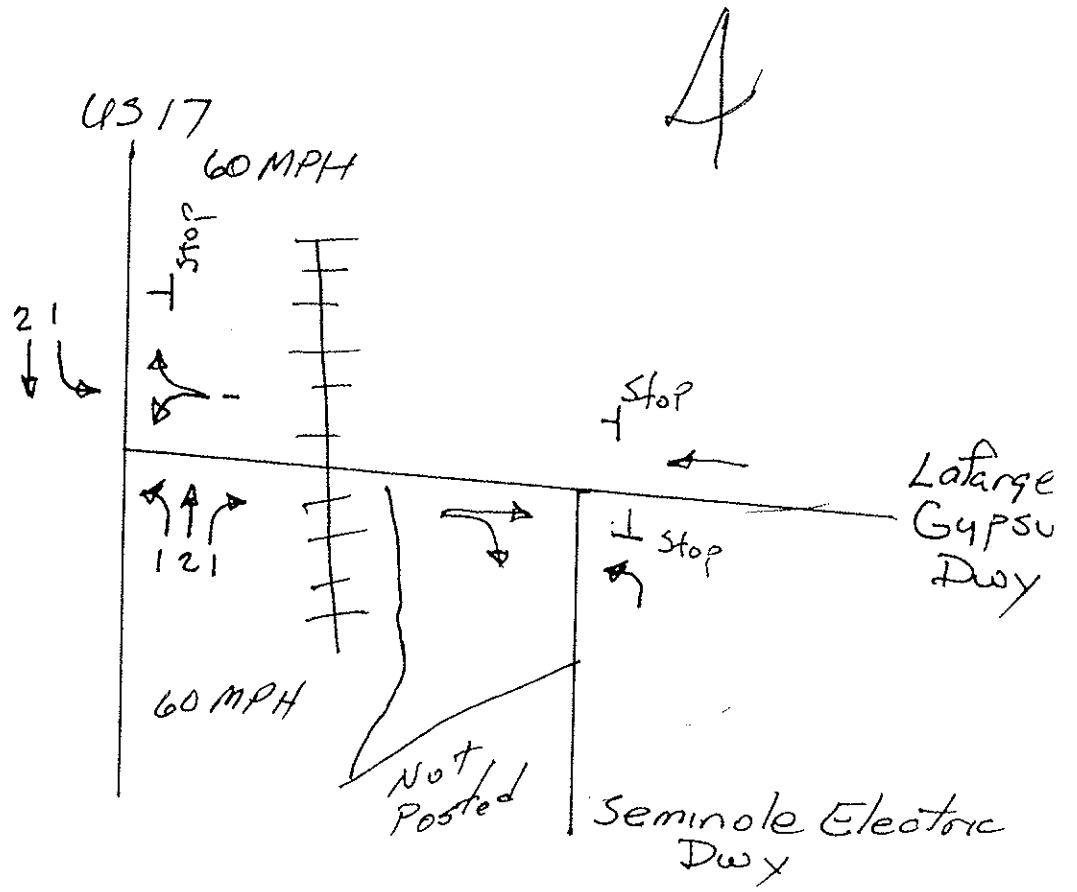 US 17
60 MPH
Stop
2 1
Stop
Lafarge
Gypsu
Dwy
1 2 1
Stop
60 MPH
Not
Posted
Seminole Electric
Dwy